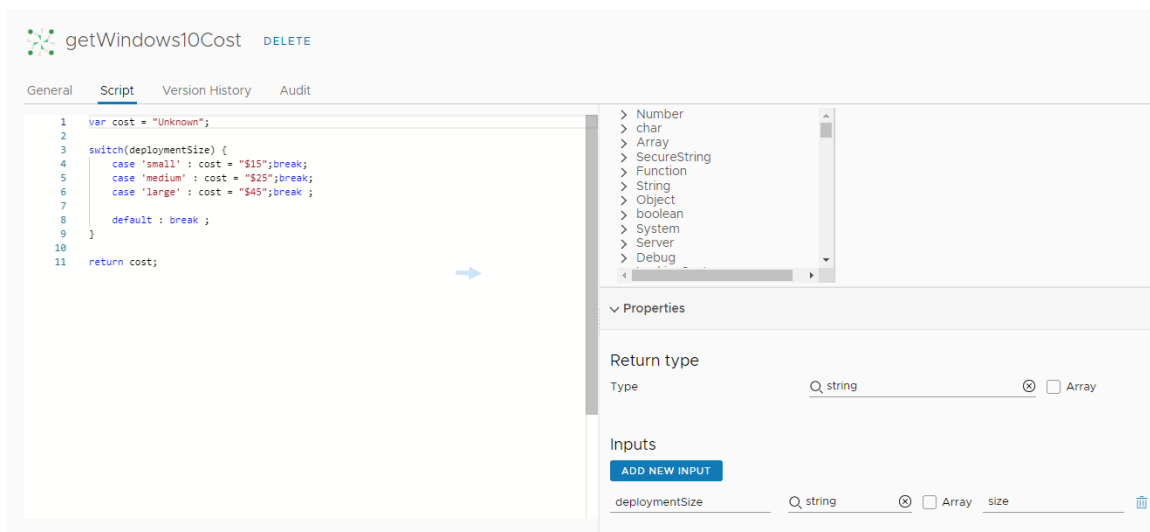 getWindows10Cost DELETE
General Script Version History Audit
1 var cost = "Unknown";
2
3 switch(deploymentSize) {
4 case 'small' : cost = "$15";break;
5 case 'medium' : cost = "$25";break;
6 case 'large' : cost = "$45";break ;
7
8 default : break ;
9 }
10
11 return cost;
Number
char
Array
SecureString
Function
String
Object
boolean
System
Server
Debug
Properties
Return type
Type string Array
Inputs
ADD NEW INPUT
deploymentSize string Array size